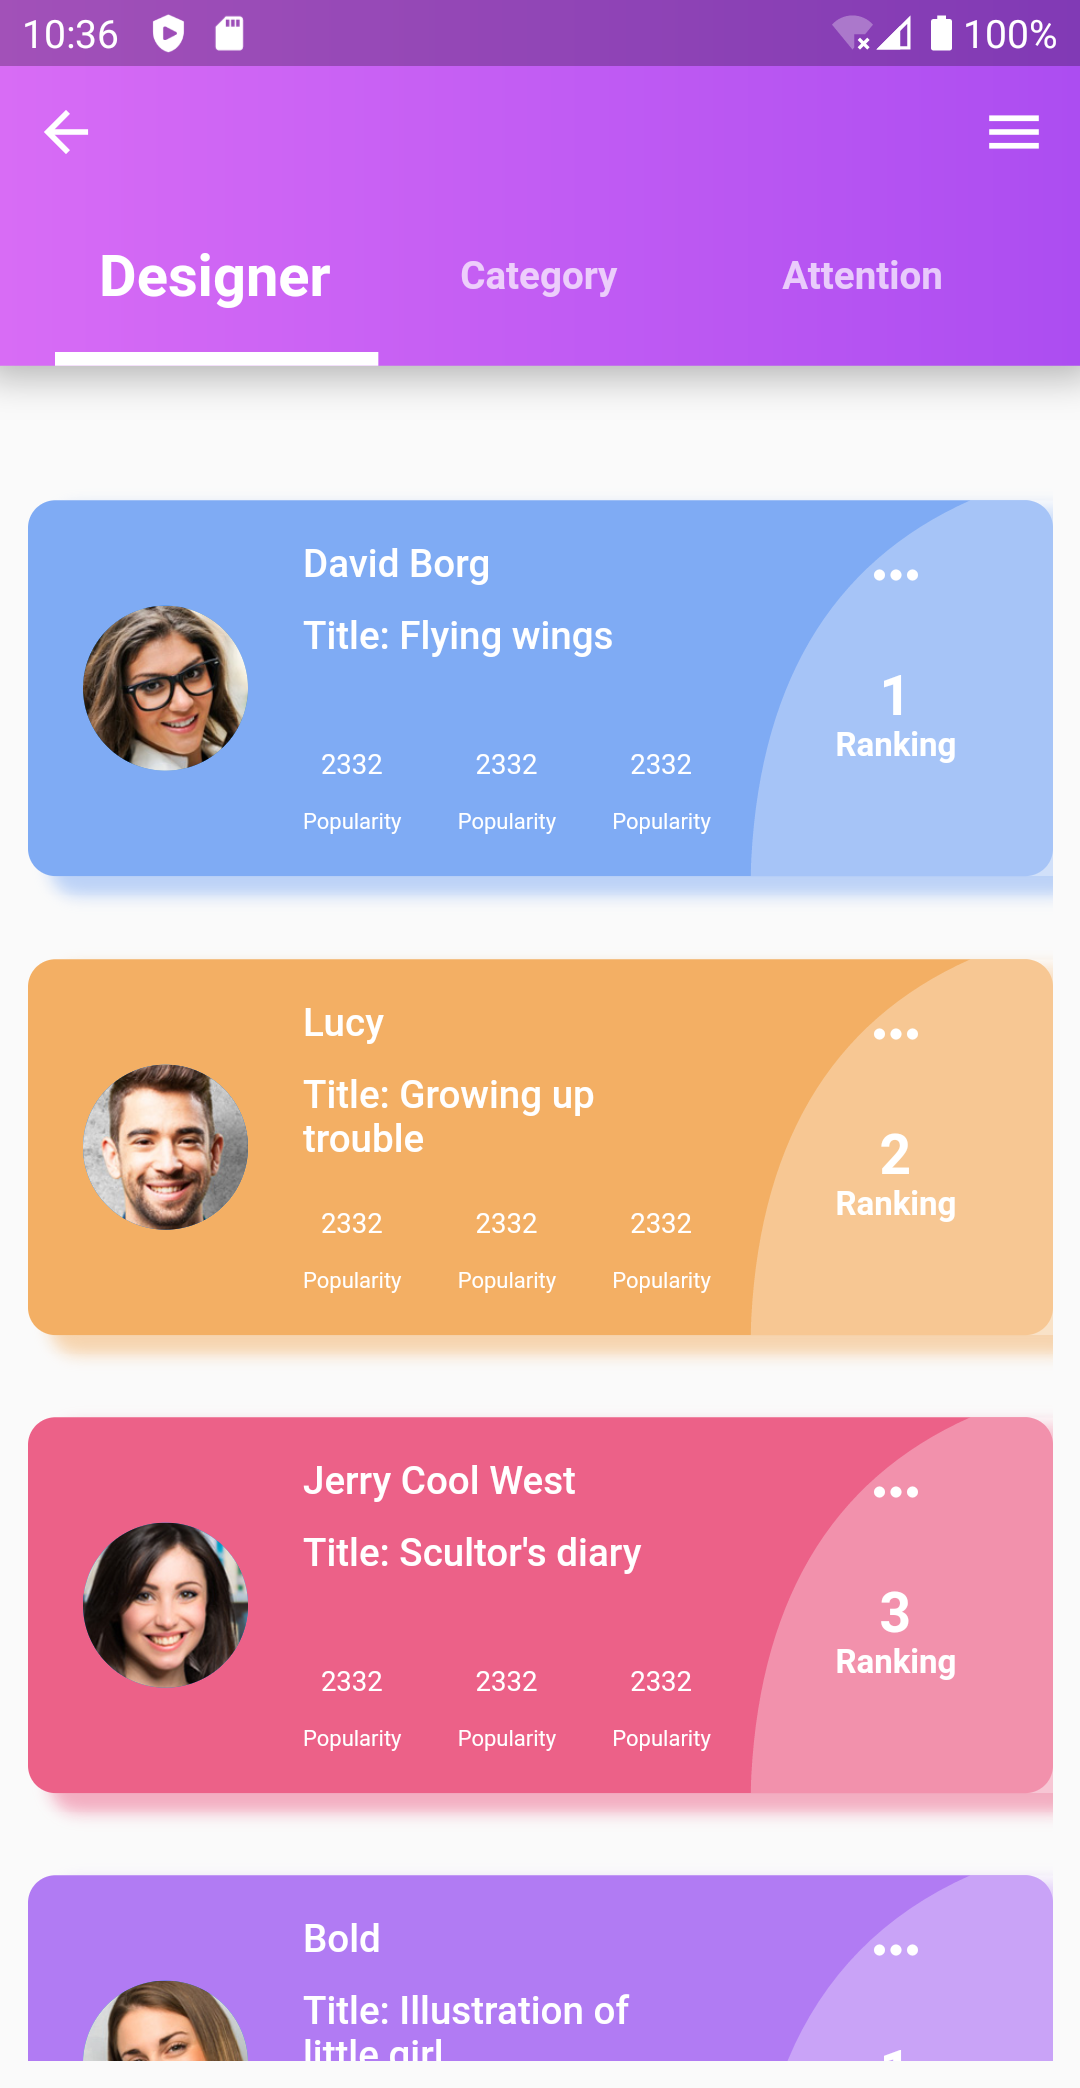 10:36
100%
Designer
Category
Attention
David Borg
Title: Flying wings
2332 2332 2332
Popularity Popularity Popularity
1
Ranking
Lucy
Title: Growing up
trouble
2332 2332 2332
Popularity Popularity Popularity
2
Ranking
Jerry Cool West
Title: Scultor's diary
2332 2332 2332
Popularity Popularity Popularity
3
Ranking
Bold
Title: Illustration of
little girl